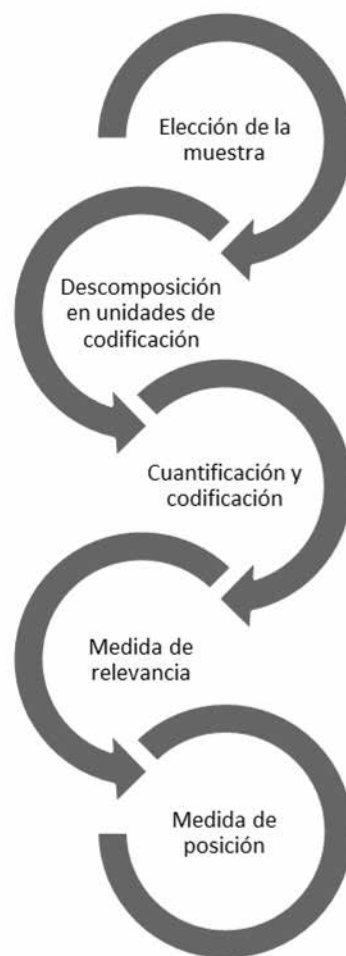 Elección de la
muestra
Descomposición
en unidades de
codificación
Cuantificación y
codificación
Medida de
relevancia
Medida de
posición